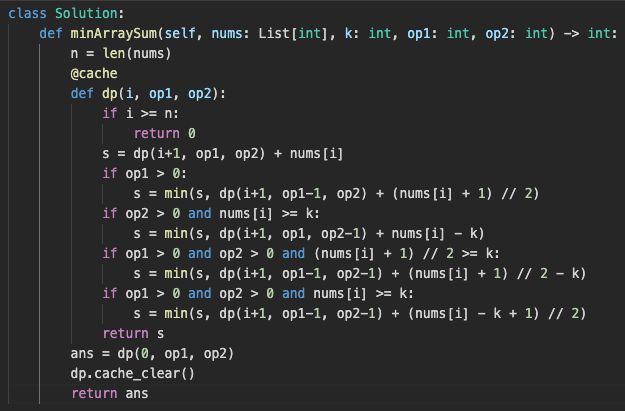 class Solution:
    def minArraySum(self, nums: List[int], k: int, op1: int, op2: int) -> int:
        n = len(nums)
        @cache
        def dp(i, op1, op2):
            if i >= n:
                return 0
            s = dp(i+1, op1, op2) + nums[i]
            if op1 > 0:
                s = min(s, dp(i+1, op1-1, op2) + (nums[i] + 1) // 2)
            if op2 > 0 and nums[i] >= k:
                s = min(s, dp(i+1, op1, op2-1) + nums[i] - k)
            if op1 > 0 and op2 > 0 and (nums[i] + 1) // 2 >= k:
                s = min(s, dp(i+1, op1-1, op2-1) + (nums[i] + 1) // 2 - k)
            if op1 > 0 and op2 > 0 and nums[i] >= k:
                s = min(s, dp(i+1, op1-1, op2-1) + (nums[i] - k + 1) // 2)
            return s
        ans = dp(0, op1, op2)
        dp.cache_clear()
        return ans